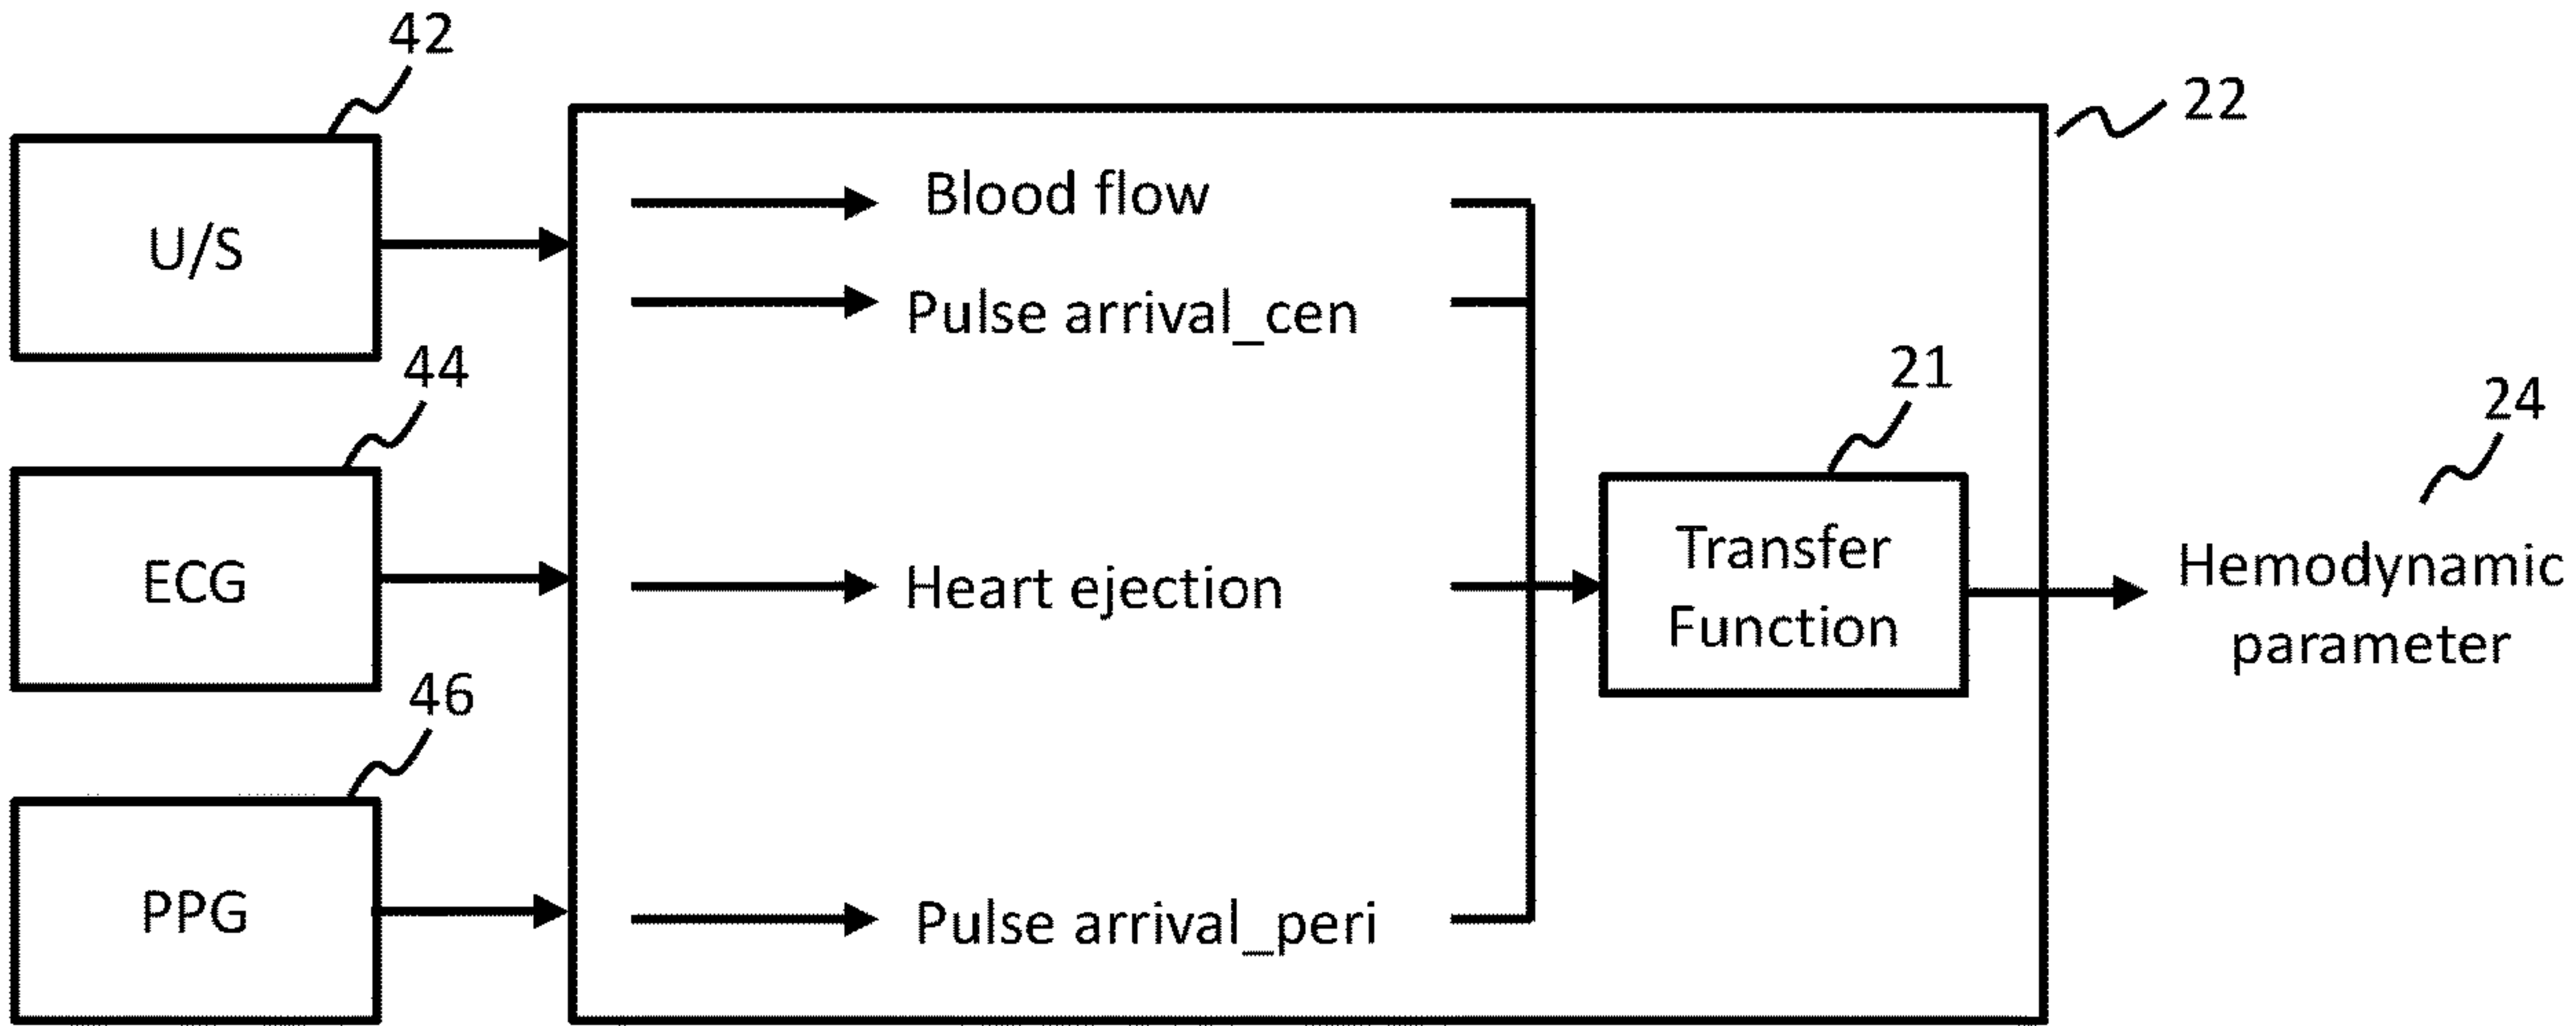 42
22
U/S
Blood flow
Pulse arrival_cen
44
21
24
ECG
Heart ejection
Transfer
Function
Hemodynamic
parameter
46
PPG
Pulse arrival_peri